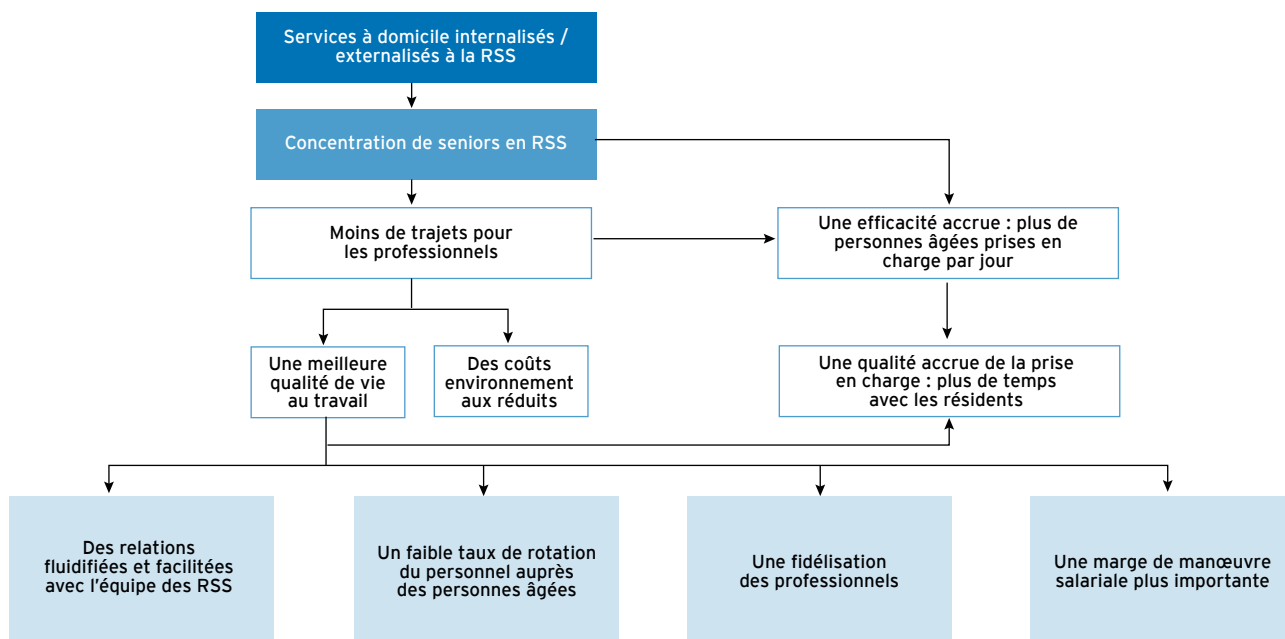 Services à domicile internalisés /
externalisés à la RSS
Concentration de seniors en RSS
Moins de trajets pour
les professionnels
Une efficacité accrue : plus de
personnes âgées prises en
charge par jour
Une meilleure
qualité de vie
au travail
Des coûts
environnement
aux réduits
Une qualité accrue de la prise
en charge : plus de temps
avec les résidents
Des relations
fluidifiées et facilitées
avec l'équipe des RSS
Un faible taux de rotation
du personnel auprès
des personnes âgées
Une fidélisation
des professionnels
Une marge de manœuvre
salariale plus importante